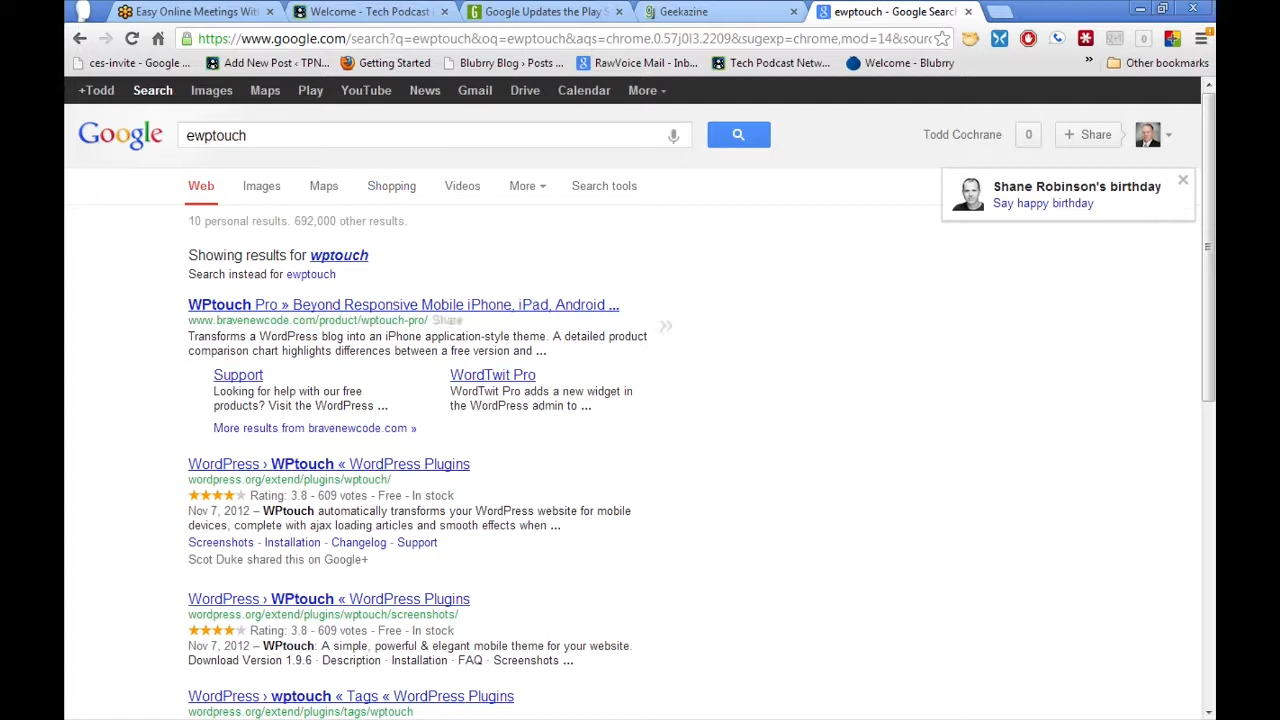 Easy Online Meetings With
Welcome - Tech Podcast
Google Updates the Play S
Geekazine
ewptouch - Google Search
https://www.google.com/search?q=ewptouch&oq=ewptouch&aqs=chrome.0.57j0l3.2209&sugexp=chrome,mod=14&sourc
ces-invite - Google ...
Add New Post ‹ TPN...
Getting Started
Blubrry Blog › Posts ...
RawVoice Mail - Inb...
Tech Podcast Netw...
Welcome - Blubrry
»
Other bookmarks
+Todd Search Images Maps Play YouTube News Gmail Drive Calendar More
Google
ewptouch
Todd Cochrane
0
+ Share
Web Images Maps Shopping Videos More Search tools
Shane Robinson's birthday
Say happy birthday
10 personal results. 692,000 other results.
Showing results for wptouch
Search instead for ewptouch
WPtouch Pro » Beyond Responsive Mobile iPhone, iPad, Android ...
www.bravenewcode.com/product/wptouch-pro/ Share
Transforms a WordPress blog into an iPhone application-style theme. A detailed product
comparison chart highlights differences between a free version and ...
Support
Looking for help with our free
products? Visit the WordPress ...
WordTwit Pro
WordTwit Pro adds a new widget in
the WordPress admin to ...
More results from bravenewcode.com »
WordPress › WPtouch « WordPress Plugins
wordpress.org/extend/plugins/wptouch/
Rating: 3.8 - 609 votes - Free - In stock
Nov 7, 2012 – WPtouch automatically transforms your WordPress website for mobile
devices, complete with ajax loading articles and smooth effects when ...
Screenshots - Installation - Changelog - Support
Scot Duke shared this on Google+
WordPress › WPtouch « WordPress Plugins
wordpress.org/extend/plugins/wptouch/screenshots/
Rating: 3.8 - 609 votes - Free - In stock
Nov 7, 2012 – WPtouch: A simple, powerful & elegant mobile theme for your website.
Download Version 1.9.6 · Description · Installation · FAQ · Screenshots ...
WordPress › wptouch « Tags « WordPress Plugins
wordpress.org/extend/plugins/tags/wptouch